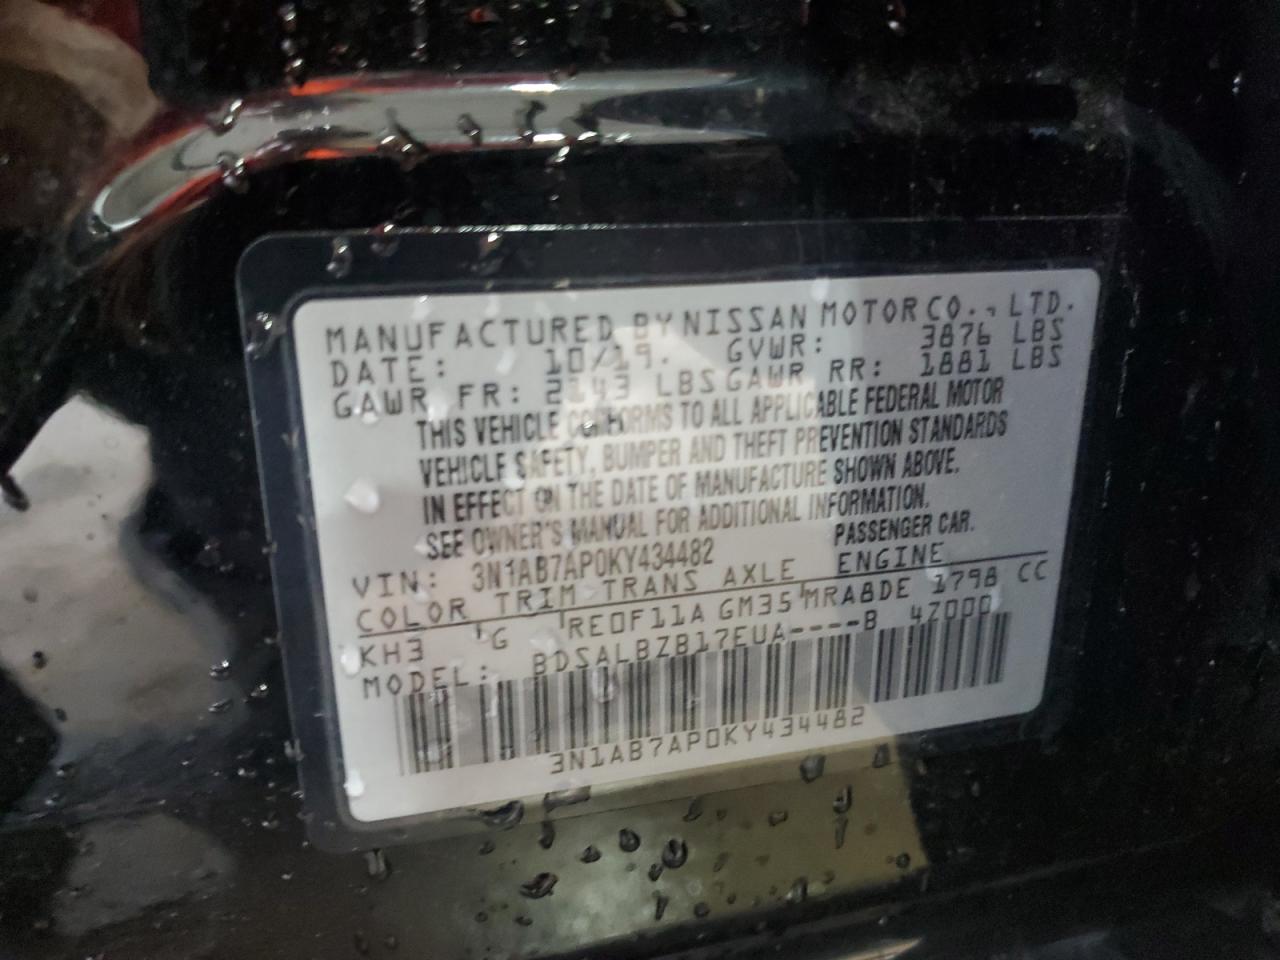 MANUFACTURED BY NISSAN MOTOR CO., LTD.
DATE: 10/19. GVWR: 3876 LBS
GAWR FR: 2143 LBS GAWR RR: 1881 LBS
THIS VEHICLE CONFORMS TO ALL APPLICABLE FEDERAL MOTOR
VEHICLE SAFETY, BUMPER AND THEFT PREVENTION STANDARDS
IN EFFECT ON THE DATE OF MANUFACTURE SHOWN ABOVE.
SEE OWNER'S MANUAL FOR ADDITIONAL INFORMATION.
VIN: 3N1AB7AP0KY434482 PASSENGER CAR.
COLOR TRIM TRANS AXLE ENGINE
KH3 G RE0F11A GM35 MRA8DE 1798 CC
MODEL: BDSALBZB17EUA----B 4Z000
3N1AB7AP0KY434482